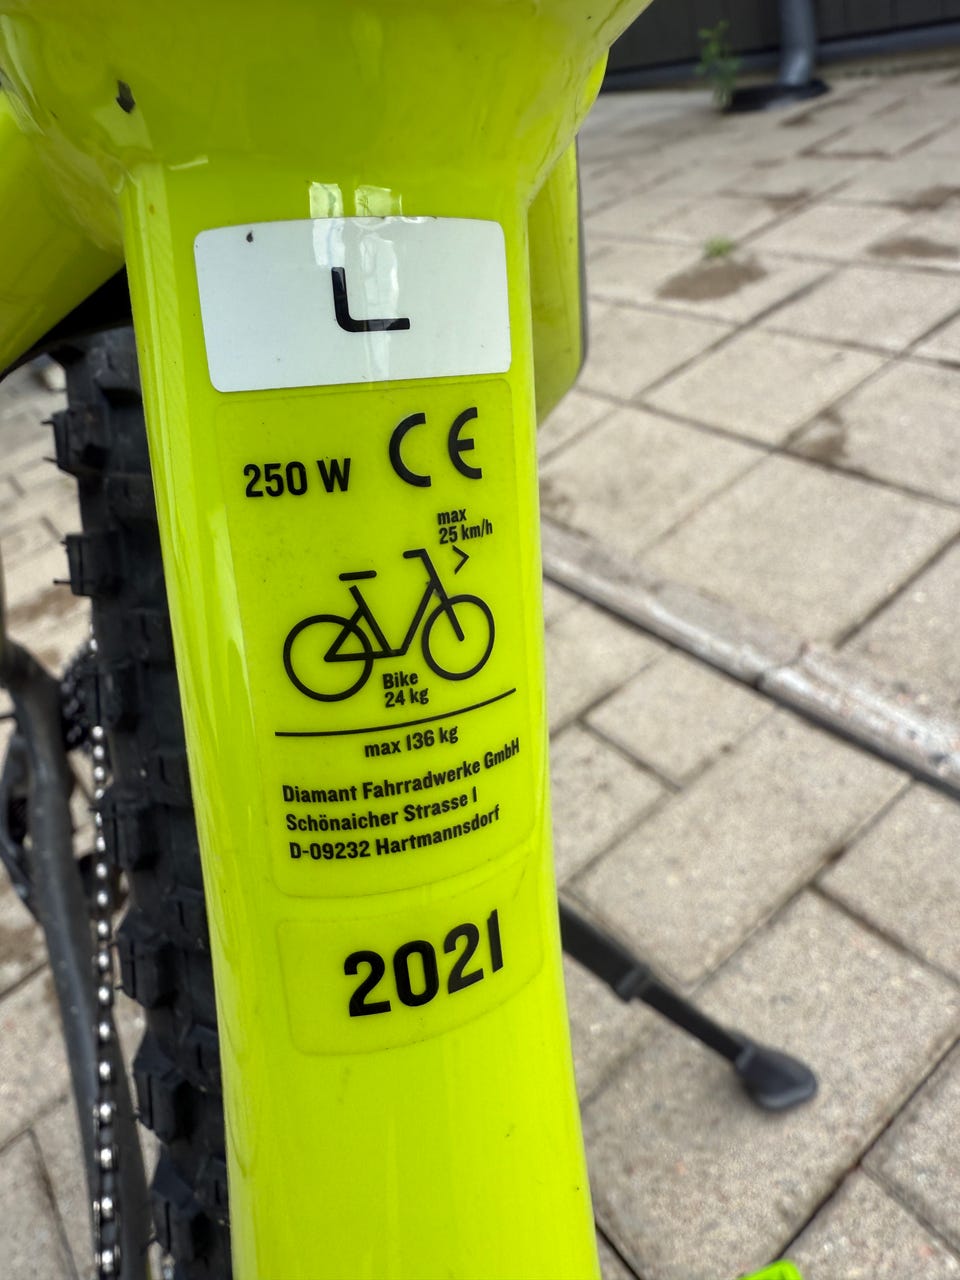 L
250 W CE
max
25 km/h
Bike
24 kg
max 136 kg
Diamant Fahrradwerke GmbH
Schönaicher Strasse 1
D-09232 Hartmannsdorf
2021